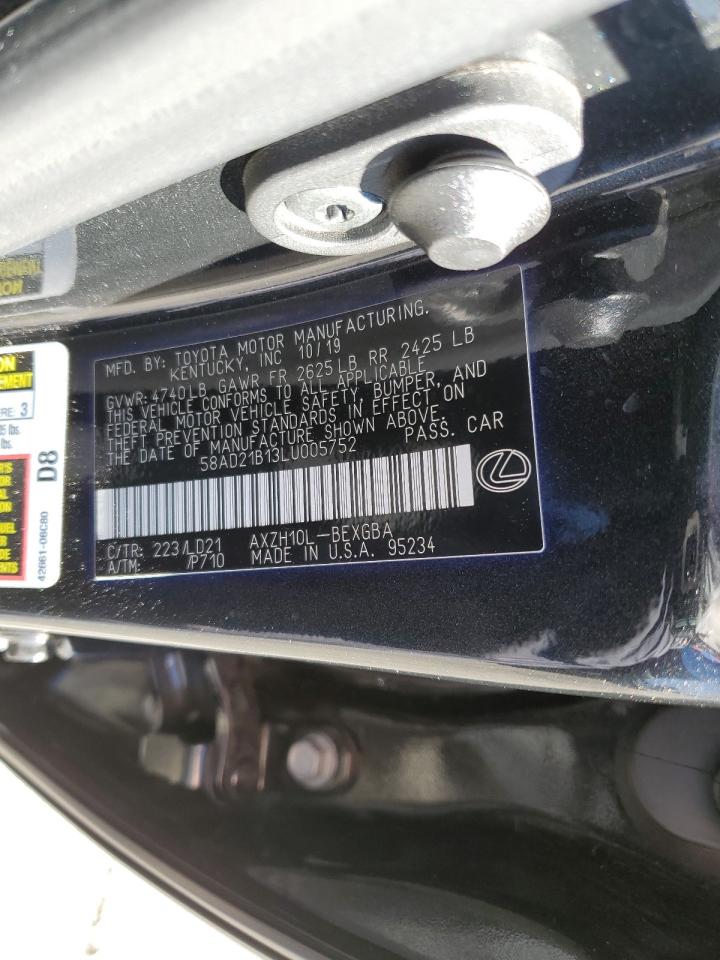 MFD. BY: TOYOTA MOTOR MANUFACTURING.
KENTUCKY, INC 10/19
GVWR: 4740LB GAWR FR 2625LB RR 2425 LB
THIS VEHICLE CONFORMS TO ALL APPLICABLE
FEDERAL MOTOR VEHICLE SAFETY, BUMPER, AND
THEFT PREVENTION STANDARDS IN EFFECT ON
THE DATE OF MANUFACTURE SHOWN ABOVE.
58AD21B13LU005752 PASS. CAR
C/TR: 223/LD21 AXZH10L-BEXGBA
A/TM: /P710 MADE IN U.S.A. 95234
D8
42661-06C80
3
lbs.
lbs.